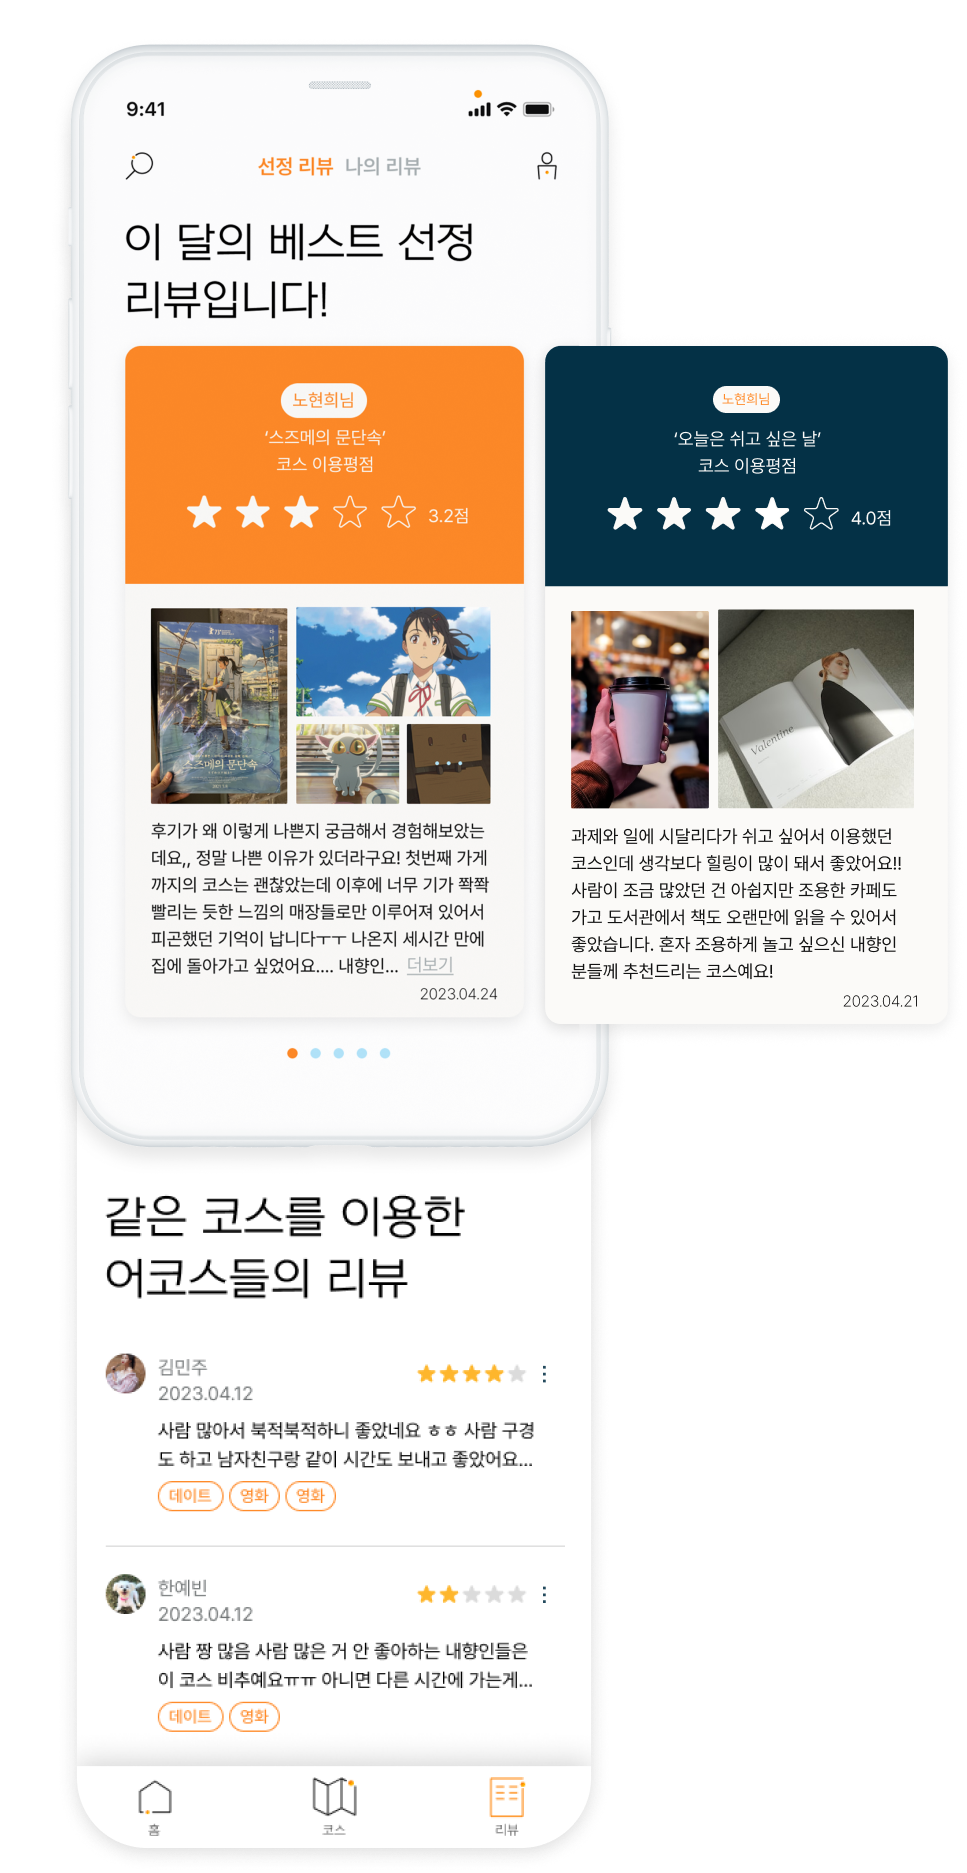 9:41
선정 리뷰 나의 리뷰
이 달의 베스트 선정
리뷰입니다!
노현희님
‘스즈메의 문단속’
코스 이용평점
3.2점
스즈메의 문단속
후기가 왜 이렇게 나쁜지 궁금해서 경험해보았는
데요,, 정말 나쁜 이유가 있더라구요! 첫번째 가게
까지의 코스는 괜찮았는데 이후에 너무 기가 쫙쫙
빨리는 듯한 느낌의 매장들로만 이루어져 있어서
피곤했던 기억이 납니다ㅜㅜ 나온지 세시간 만에
집에 돌아가고 싶었어요.... 내향인... 더보기
2023.04.24
노현희님
‘오늘은 쉬고 싶은 날’
코스 이용평점
4.0점
Valentine
과제와 일에 시달리다가 쉬고 싶어서 이용했던
코스인데 생각보다 힐링이 많이 돼서 좋았어요!!
사람이 조금 많았던 건 아쉽지만 조용한 카페도
가고 도서관에서 책도 오랜만에 읽을 수 있어서
좋았습니다. 혼자 조용하게 놀고 싶으신 내향인
분들께 추천드리는 코스예요!
2023.04.21
같은 코스를 이용한
어코스들의 리뷰
김민주
2023.04.12
사람 많아서 북적북적하니 좋았네요 ㅎㅎ 사람 구경
도 하고 남자친구랑 같이 시간도 보내고 좋았어요...
데이트 영화 영화
한예빈
2023.04.12
사람 짱 많음 사람 많은 거 안 좋아하는 내향인들은
이 코스 비추예요ㅠㅠ 아니면 다른 시간에 가는게...
데이트 영화
홈 코스 리뷰